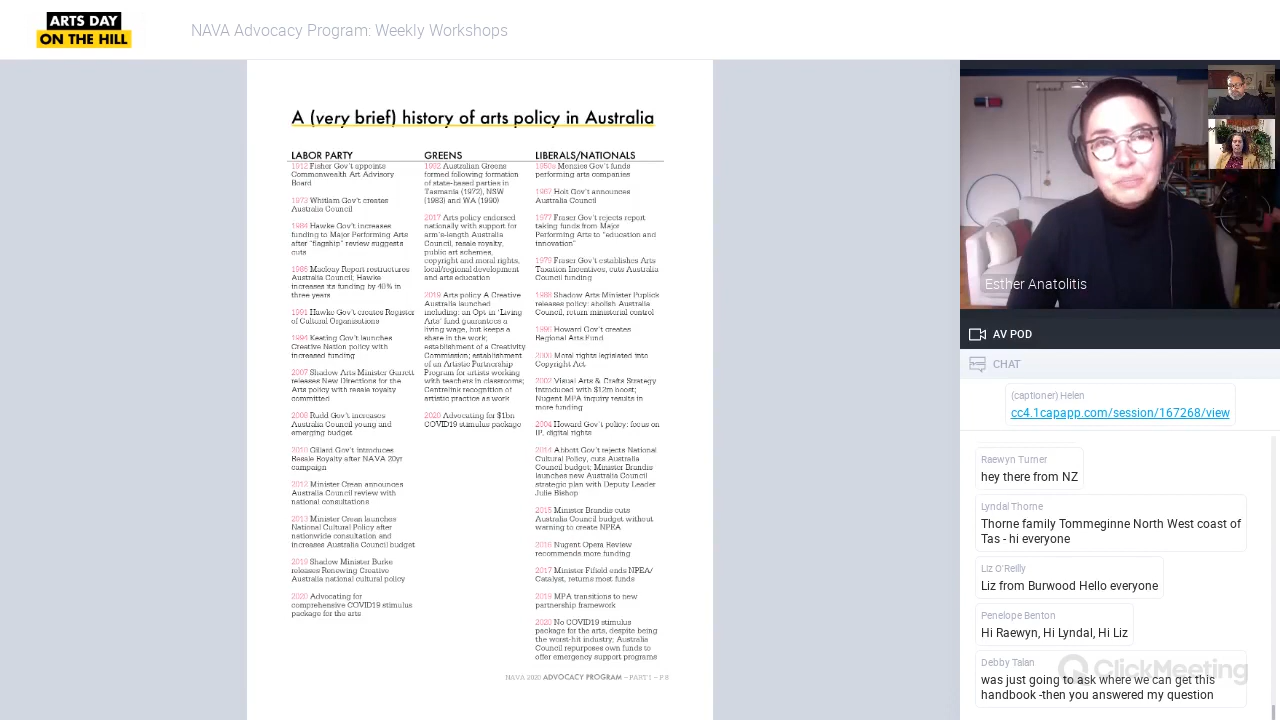 ARTS DAY
ON THE HILL
NAVA Advocacy Program: Weekly Workshops
A (very brief) history of arts policy in Australia
LABOR PARTY
1912 Fisher Gov't appoints
Commonwealth Art Advisory
Board
1973 Whitlam Gov't creates
Australia Council
1984 Hawke Gov't increases
funding to Major Performing Arts
after "flagship" review suggests
cuts
1986 Macleay Report restructures
Australia Council; Hawke
increases its funding by 40% in
three years
1991 Hawke Gov't creates Register
of Cultural Organisations
1994 Keating Gov't launches
Creative Nation policy with
increased funding
2007 Shadow Arts Minister Garrett
releases New Directions for the
Arts policy with resale royalty
committed
2008 Rudd Gov't increases
Australia Council young and
emerging budget
2010 Gillard Gov't introduces
Resale Royalty after NAVA 20yr
campaign
2012 Minister Crean announces
Australia Council review with
national consultations
2013 Minister Crean launches
National Cultural Policy after
nationwide consultation and
increases Australia Council budget
2019 Shadow Minister Burke
releases Renewing Creative
Australia national cultural policy
2020 Advocating for
comprehensive COVID19 stimulus
package for the arts
GREENS
1992 Australian Greens
formed following formation
of state-based parties in
Tasmania (1972), NSW
(1983) and WA (1990)
2017 Arts policy endorsed
nationally with support for
arm's-length Australia
Council, resale royalty,
public art schemes,
copyright and moral rights,
local/regional development
and arts education
2019 Arts policy A Creative
Australia launched
including: an Opt in 'Living
Arts' fund guarantees a
living wage, but keeps a
share in the work;
establishment of a Creativity
Commission; establishment
of an Artistic Partnership
Program for artists working
with teachers in classrooms;
Centrelink recognition of
artistic practice as work
2020 Advocating for $1bn
COVID19 stimulus package
LIBERALS/NATIONALS
1950s Menzies Gov't funds
performing arts companies
1967 Holt Gov't announces
Australia Council
1977 Fraser Gov't rejects report
taking funds from Major
Performing Arts to "education and
innovation"
1979 Fraser Gov't establishes Arts
Taxation Incentives, cuts Australia
Council funding
1988 Shadow Arts Minister Puplick
releases policy: abolish Australia
Council, return ministerial control
1996 Howard Gov't creates
Regional Arts Fund
2000 Moral rights legislated into
Copyright Act
2002 Visual Arts & Crafts Strategy
introduced with $12m boost;
Nugent MPA inquiry results in
more funding
2004 Howard Gov't policy: focus on
IP, digital rights
2014 Abbott Gov't rejects National
Cultural Policy, cuts Australia
Council budget; Minister Brandis
launches new Australia Council
strategic plan with Deputy Leader
Julie Bishop
2015 Minister Brandis cuts
Australia Council budget without
warning to create NPEA
2016 Nugent Opera Review
recommends more funding
2017 Minister Fifield ends NPEA/
Catalyst, returns most funds
2019 MPA transitions to new
partnership framework
2020 No COVID19 stimulus
package for the arts, despite being
the worst-hit industry; Australia
Council repurposes own funds to
offer emergency support programs
NAVA 2020 ADVOCACY PROGRAM – PART 1 – P 8
Esther Anatolitis
AV POD
CHAT
(captioner) Helen
cc4.1capapp.com/session/167268/view
Raewyn Turner
hey there from NZ
Lyndal Thorne
Thorne family Tommeginne North West coast of
Tas - hi everyone
Liz O'Reilly
Liz from Burwood Hello everyone
Penelope Benton
Hi Raewyn, Hi Lyndal, Hi Liz
Debby Talan
was just going to ask where we can get this
handbook -then you answered my question
ClickMeeting